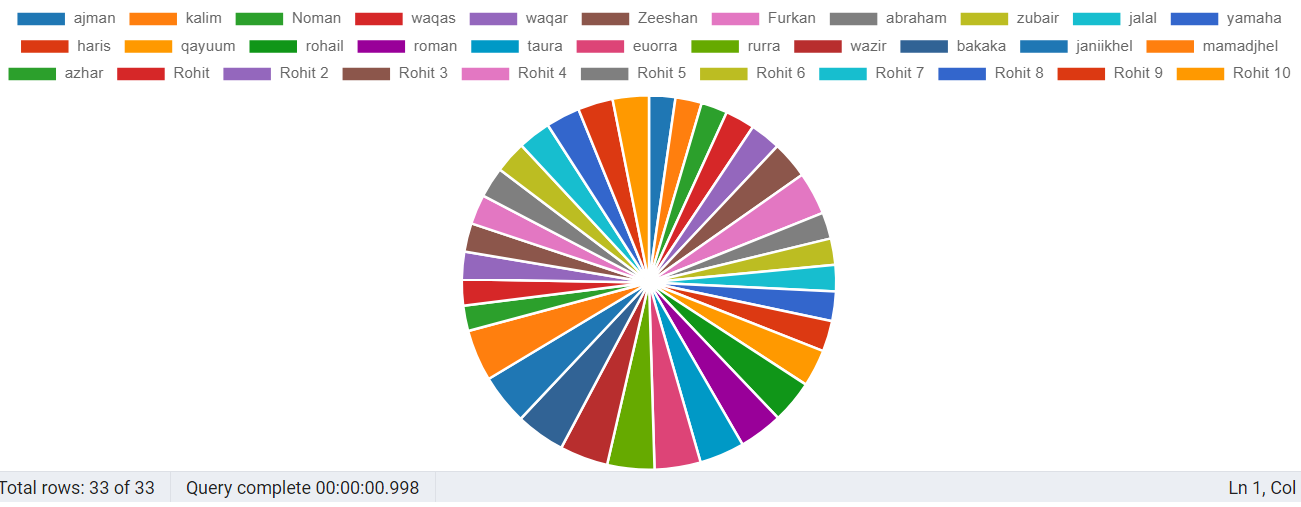 ajman kalim Noman waqas waqar Zeeshan Furkan abraham zubair jalal yamaha
haris qayuum rohail roman taura euorra rurra wazir bakaka janiikhel mamadjhel
azhar Rohit Rohit 2 Rohit 3 Rohit 4 Rohit 5 Rohit 6 Rohit 7 Rohit 8 Rohit 9 Rohit 10
Total rows: 33 of 33 Query complete 00:00:00.998 Ln 1, Col